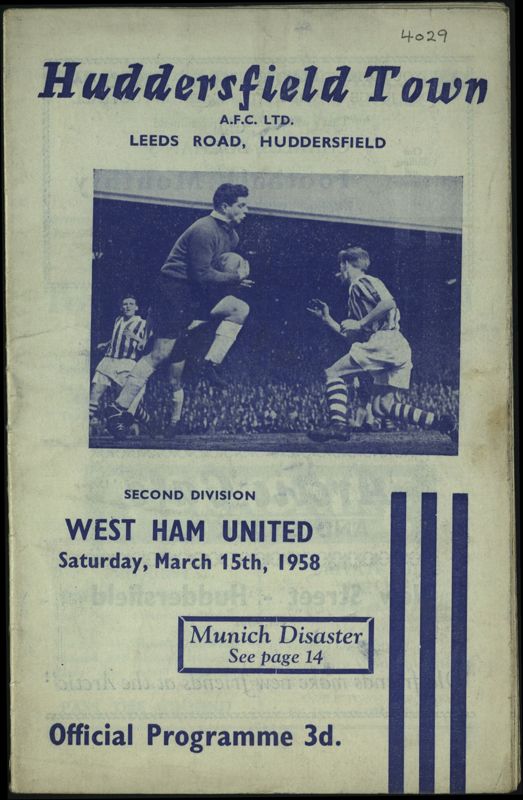 4029
Huddersfield Town
A.F.C. LTD.
LEEDS ROAD, HUDDERSFIELD
SECOND DIVISION
WEST HAM UNITED
Saturday, March 15th, 1958
Munich Disaster
See page 14
Official Programme 3d.